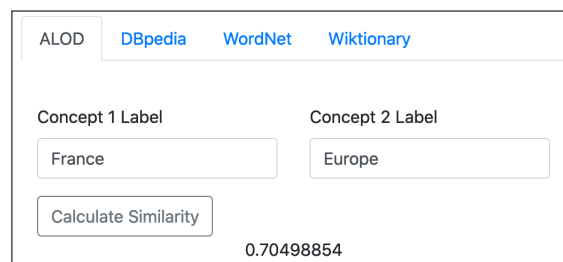 ALOD DBpedia WordNet Wiktionary
Concept 1 Label Concept 2 Label
France Europe
Calculate Similarity
0.70498854